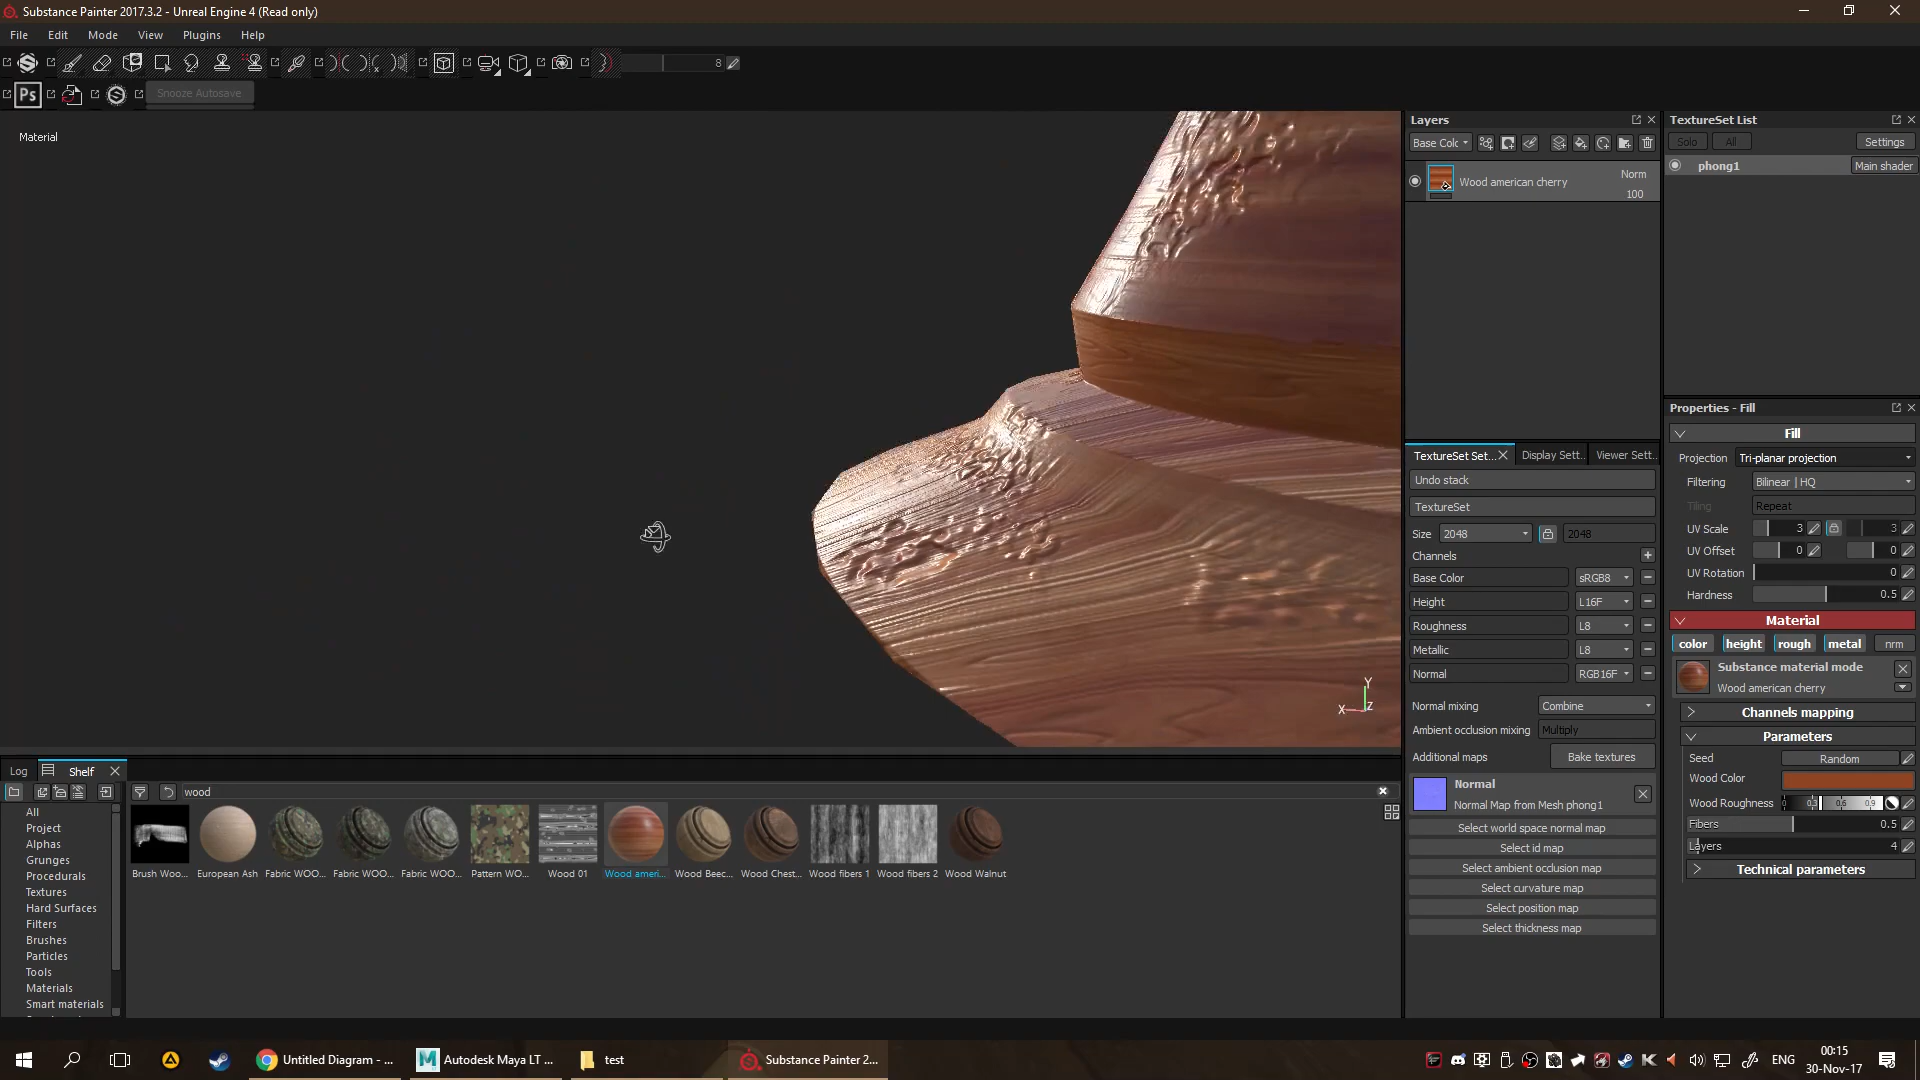 Substance Painter 2017.3.2 - Unreal Engine 4 (Read only)
File Edit Mode View Plugins Help
8
Ps Snooze Autosave
Material
Layers
Base Colc
Wood american cherry
Norm
100
TextureSet List
Solo All Settings
phong1 Main shader
TextureSet Set... Display Sett.. Viewer Sett..
Undo stack
TextureSet
Size 2048 2048
Channels
Base Color sRGB8
Height L16F
Roughness L8
Metallic L8
Normal RGB16F
Normal mixing Combine
Ambient occlusion mixing Multiply
Additional maps Bake textures
Normal
Normal Map from Mesh phong1
Select world space normal map
Select id map
Select ambient occlusion map
Select curvature map
Select position map
Select thickness map
Properties - Fill
Fill
Projection Tri-planar projection
Filtering Bilinear | HQ
Tiling Repeat
UV Scale 3 3
UV Offset 0 0
UV Rotation 0
Hardness 0.5
Material
color height rough metal nrm
Substance material mode
Wood american cherry
Channels mapping
Parameters
Seed Random
Wood Color
Wood Roughness 0 0.3 0.6 0.9
Fibers 0.5
Layers 4
Technical parameters
Y
X Z
Log Shelf
wood
All
Project
Alphas
Grunges
Procedurals
Textures
Hard Surfaces
Filters
Brushes
Particles
Tools
Materials
Smart materials
Brush Woo... European Ash Fabric WOO... Fabric WOO... Fabric WOO... Pattern WO... Wood 01 Wood ameri... Wood Beec... Wood Chest... Wood fibers 1 Wood fibers 2 Wood Walnut
Untitled Diagram - ... Autodesk Maya LT ... test Substance Painter 2...
ENG
00:15
30-Nov-17